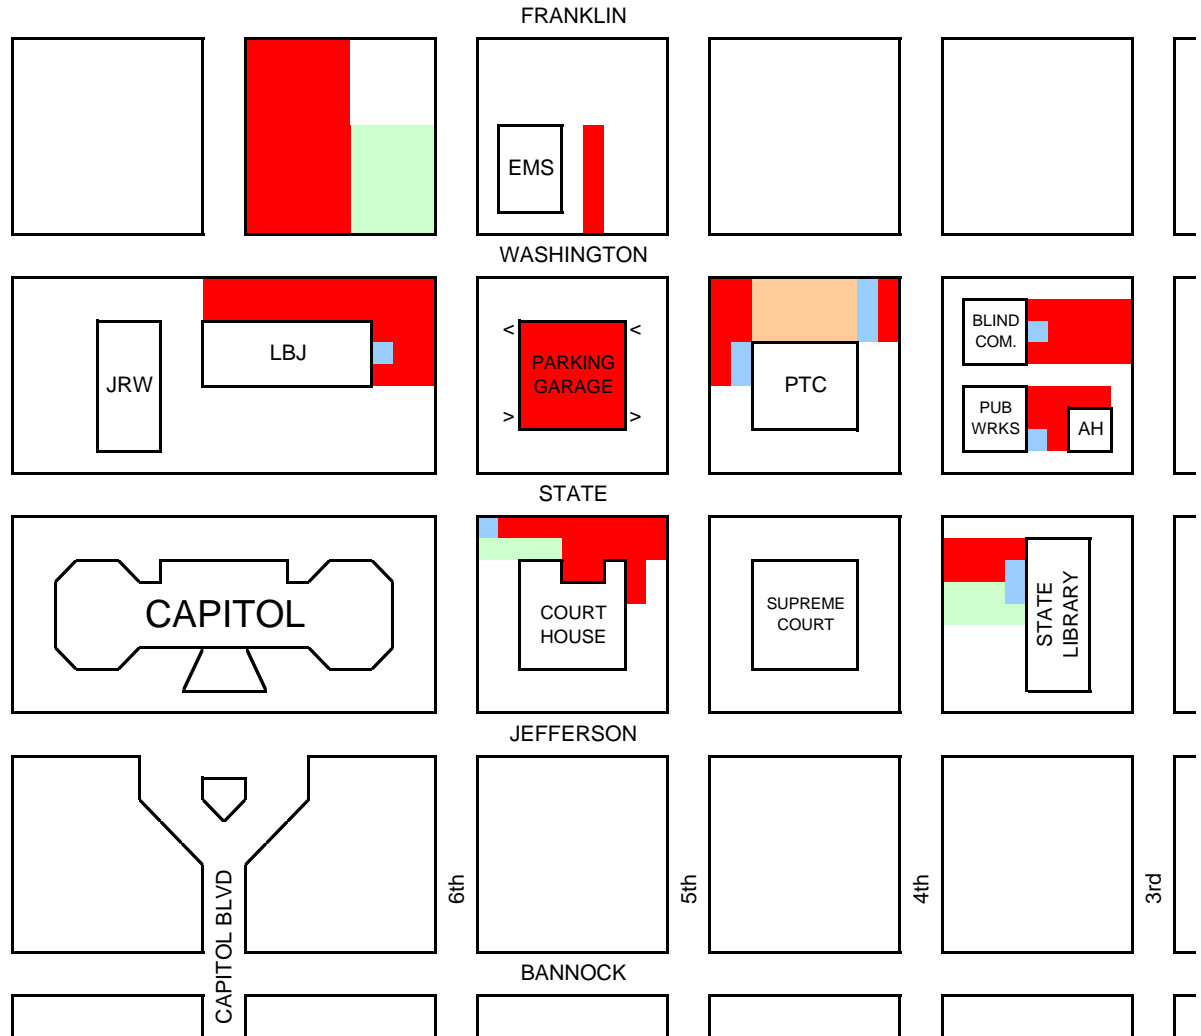 FRANKLIN
EMS
WASHINGTON
JRW
LBJ
< <
PARKING
GARAGE
> >
PTC
BLIND
COM.
PUB
WRKS
AH
STATE
CAPITOL
COURT
HOUSE
SUPREME
COURT
STATE
LIBRARY
JEFFERSON
CAPITOL BLVD
6th
5th
4th
3rd
BANNOCK